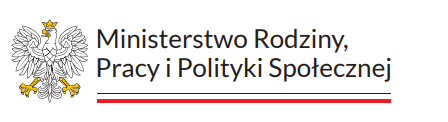 Ministerstwo Rodziny,
Pracy i Polityki Społecznej